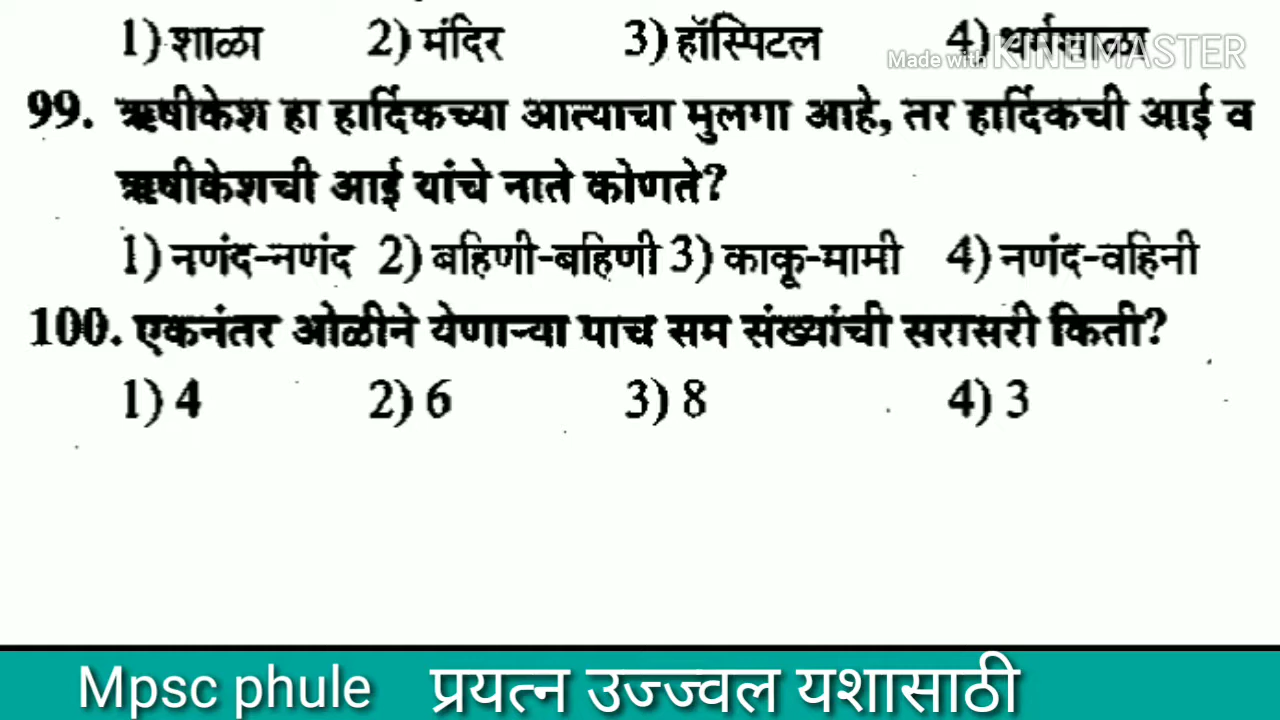 1) शाळा 2) मंदिर 3) हॉस्पिटल 4)
Made with KINEMASTER
99. ऋषीकेश हा हार्दिकच्या आत्याचा मुलगा आहे, तर हार्दिकची आई व
ऋषीकेशची आई यांचे नाते कोणते?
1) नणंद-नणंद 2) बहिणी-बहिणी 3) काकू-मामी 4) नणंद-वहिनी
100. एकनंतर ओळीने येणाऱ्या पाच सम संख्यांची सरासरी किती?
1) 4 2) 6 3) 8 4) 3
Mpsc phule प्रयत्न उज्ज्वल यशासाठी